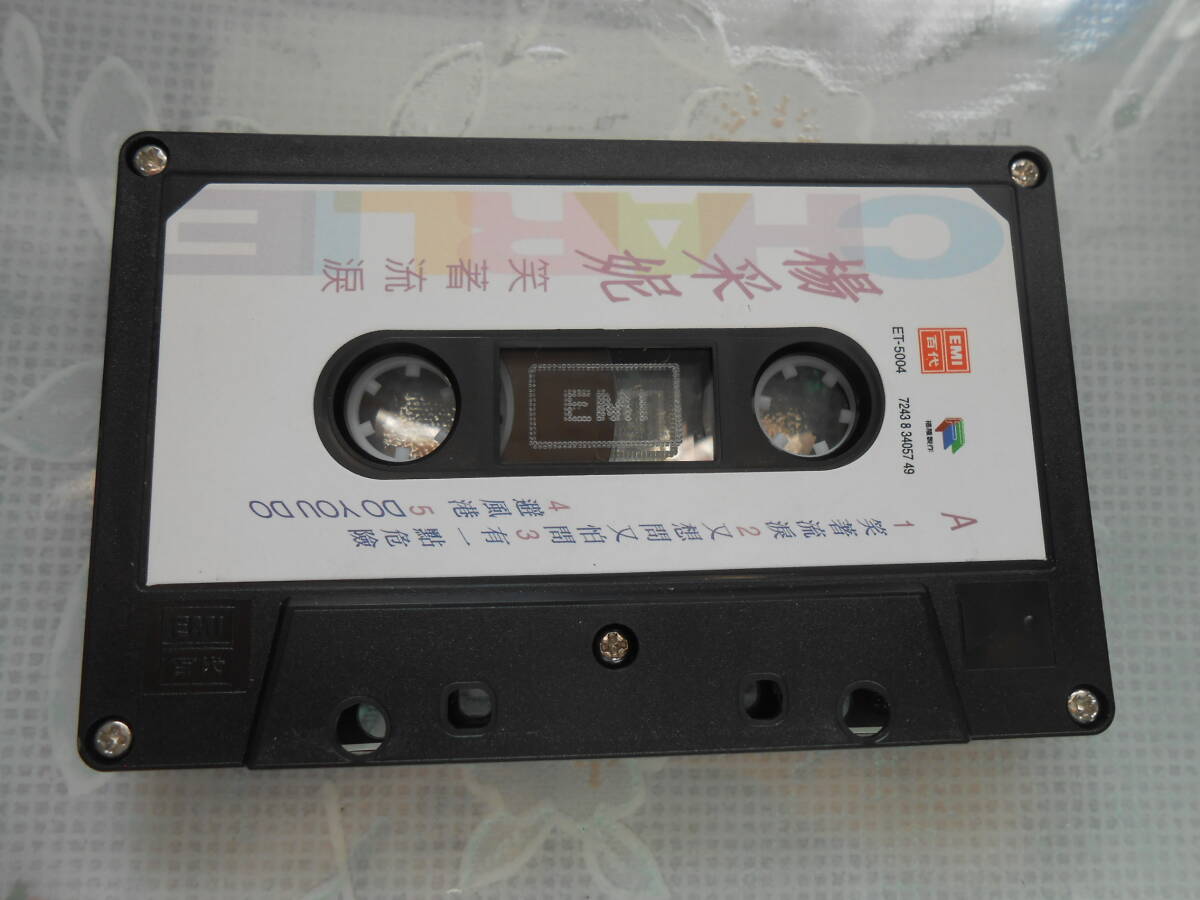 CHARLE
楊采妮 笑著流淚
EMI
百代
ET-5004
7243 8 34057 49
EMI
A
1 笑著流淚 2 又想問又怕問 3 有一點危險
4 避風港 5 DO YOU DO
EMI
百代